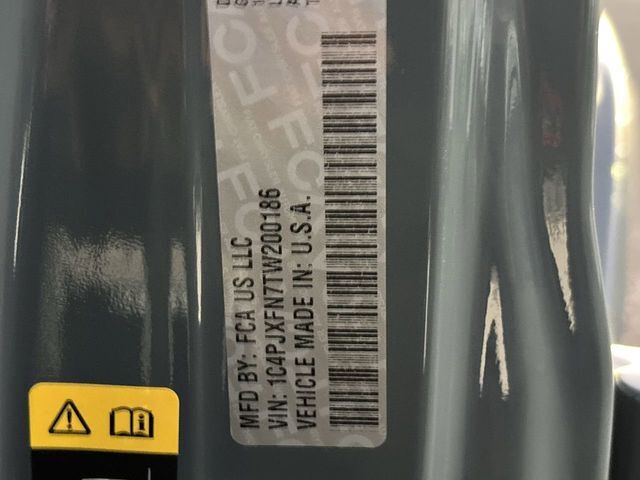 MFD BY: FCA US LLC
VIN: 1C4PJXFN7TW200186
VEHICLE MADE IN: U.S.A.